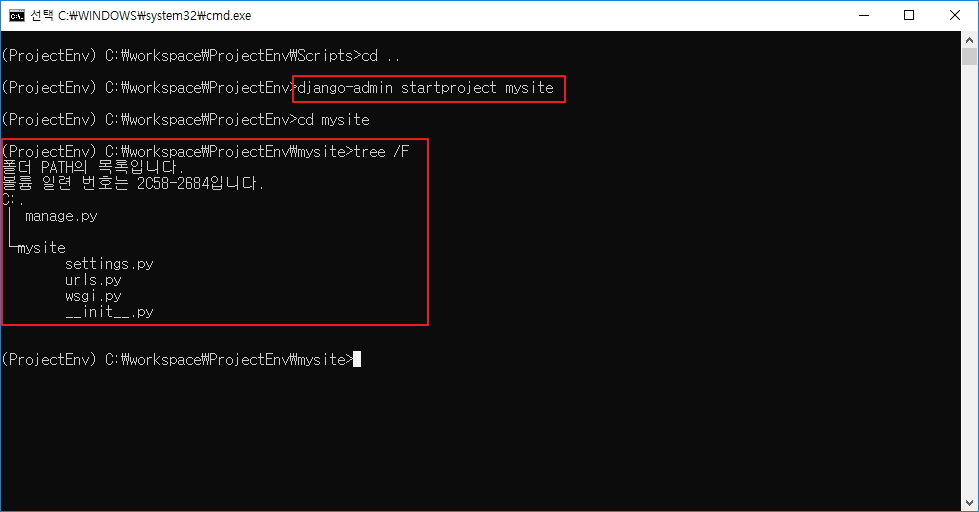 선택 C:₩WINDOWS₩system32₩cmd.exe
(ProjectEnv) C:₩workspace₩ProjectEnv₩Scripts>cd ..
(ProjectEnv) C:₩workspace₩ProjectEnv>django-admin startproject mysite
(ProjectEnv) C:₩workspace₩ProjectEnv>cd mysite
(ProjectEnv) C:₩workspace₩ProjectEnv₩mysite>tree /F
폴더 PATH의 목록입니다.
볼륨 일련 번호는 2C58-2684입니다.
C:.
│  manage.py
│
└─mysite
        settings.py
        urls.py
        wsgi.py
        __init__.py
(ProjectEnv) C:₩workspace₩ProjectEnv₩mysite>